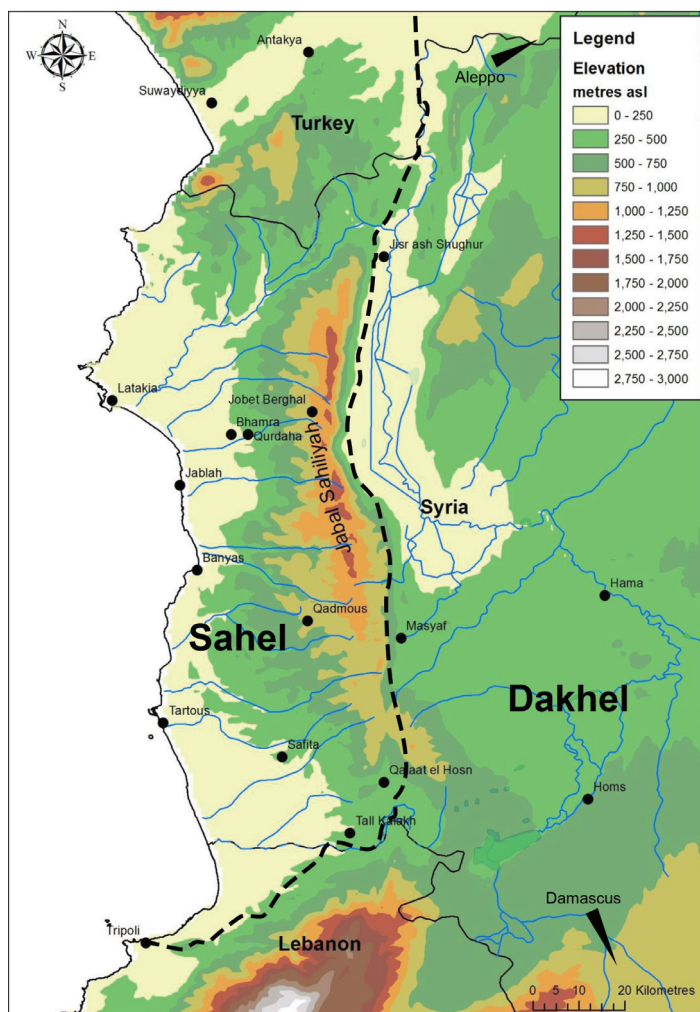 N
W E
S
Antakya
Suwaydiyya
Turkey
Aleppo
Legend
Elevation
metres asl
0 - 250
250 - 500
500 - 750
750 - 1,000
1,000 - 1,250
1,250 - 1,500
1,500 - 1,750
1,750 - 2,000
2,000 - 2,250
2,250 - 2,500
2,500 - 2,750
2,750 - 3,000
Jisr ash Shughur
Latakia
Jobet Berghal
Bhamra
Qurdaha
Jabal Sahiliyah
Jablah
Syria
Banyas
Hama
Qadmous
Masyaf
Sahel
Dakhel
Tartous
Safita
Qalaat el Hosn
Homs
Tall Kalakh
Damascus
Tripoli
Lebanon
0 5 10 20 Kilometres